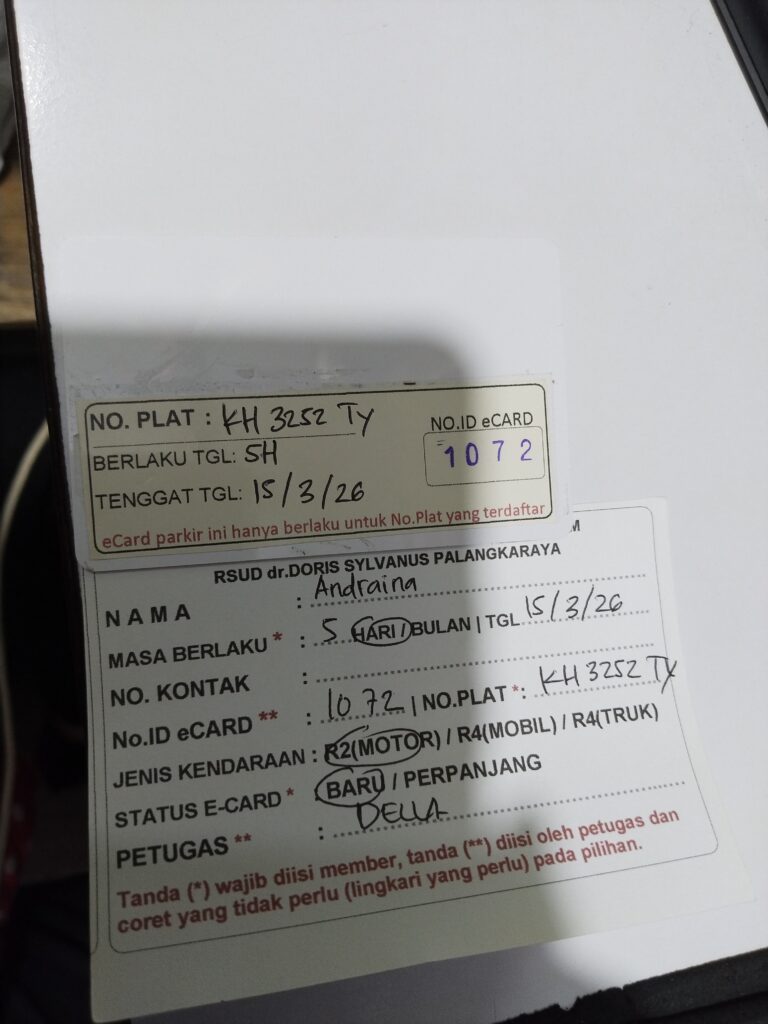 NO. PLAT : KH 3252 TY
NO.ID eCARD
1072
BERLAKU TGL: 5H
TENGGAT TGL: 15/3/26
eCard parkir ini hanya berlaku untuk No.Plat yang terdaftar
RSUD dr.DORIS SYLVANUS PALANGKARAYA
NAMA : Andraina
MASA BERLAKU * : 5 HARI / BULAN | TGL 15/3/26
NO. KONTAK :
No.ID eCARD ** : 1072 | NO.PLAT *: KH 3252 TY
JENIS KENDARAAN : R2(MOTOR) / R4(MOBIL) / R4(TRUK)
STATUS E-CARD * : BARU / PERPANJANG
PETUGAS ** : DELLA
Tanda (*) wajib diisi member, tanda (**) diisi oleh petugas dan
coret yang tidak perlu (lingkari yang perlu) pada pilihan.